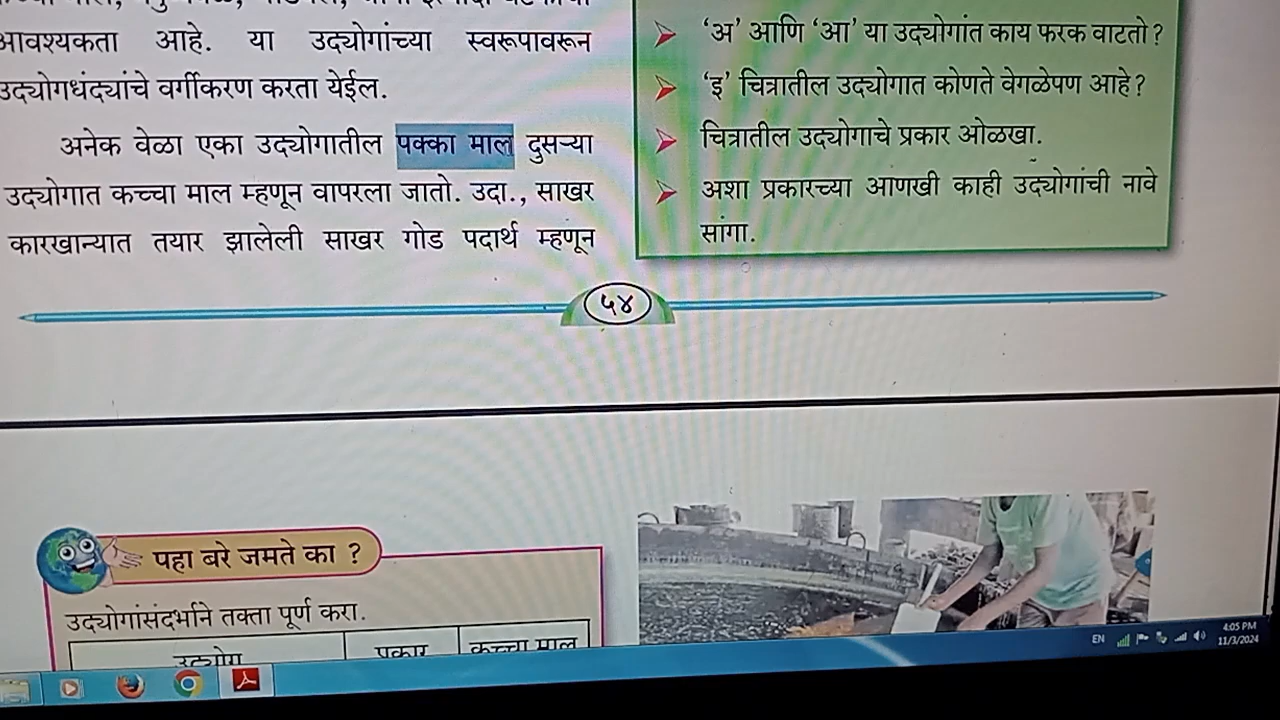 आवश्यकता आहे. या उद्योगांच्या स्वरूपावरून
उद्योगधंद्यांचे वर्गीकरण करता येईल.
अनेक वेळा एका उद्योगातील पक्का माल दुसऱ्या
उद्योगात कच्चा माल म्हणून वापरला जातो. उदा., साखर
कारखान्यात तयार झालेली साखर गोड पदार्थ म्हणून
➤ ‘अ’ आणि ‘आ’ या उद्योगांत काय फरक वाटतो ?
➤ ‘इ’ चित्रातील उद्योगात कोणते वेगळेपण आहे ?
➤ चित्रातील उद्योगाचे प्रकार ओळखा.
➤ अशा प्रकारच्या आणखी काही उद्योगांची नावे
सांगा.
५४
पहा बरे जमते का ?
उद्योगांसंदर्भाने तक्ता पूर्ण करा.
उद्योग प्रकार कच्चा माल
EN
4:05 PM
11/3/2024